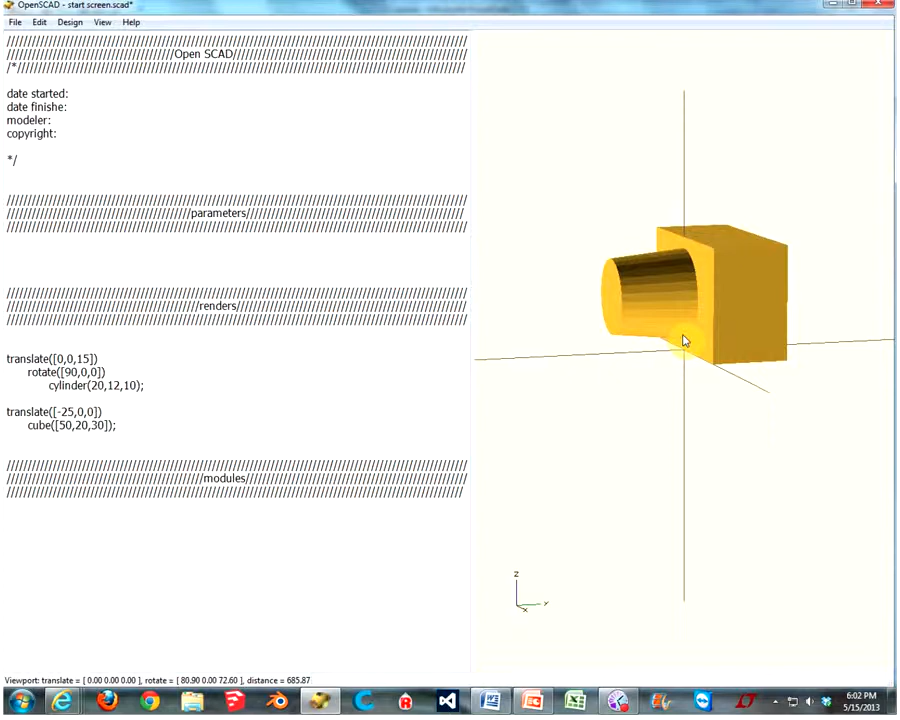 OpenSCAD - start screen.scad*
File Edit Design View Help
////////////////////////////////////////////////////////////////////////////////////////////////////////////////
/////////////////////////////////////////Open SCAD/////////////////////////////////////////////////////////
/*//////////////////////////////////////////////////////////////////////////////////////////////////////////////
date started:
date finishe:
modeler:
copyright:
*/
////////////////////////////////////////////////////////////////////////////////////////////////////////////////
/////////////////////////////////////////////parameters/////////////////////////////////////////////////////
////////////////////////////////////////////////////////////////////////////////////////////////////////////////
////////////////////////////////////////////////////////////////////////////////////////////////////////////////
///////////////////////////////////////////////renders////////////////////////////////////////////////////////
////////////////////////////////////////////////////////////////////////////////////////////////////////////////
translate([0,0,15])
rotate([90,0,0])
cylinder(20,12,10);
translate([-25,0,0])
cube([50,20,30]);
////////////////////////////////////////////////////////////////////////////////////////////////////////////////
////////////////////////////////////////////////modules//////////////////////////////////////////////////////
///////////////////////////////////////////////////////////////////////////////////////////////////////////////
z
y
x
Viewport: translate = [ 0.00 0.00 0.00 ], rotate = [ 80.90 0.00 72.60 ], distance = 685.87
6:02 PM
5/15/2013